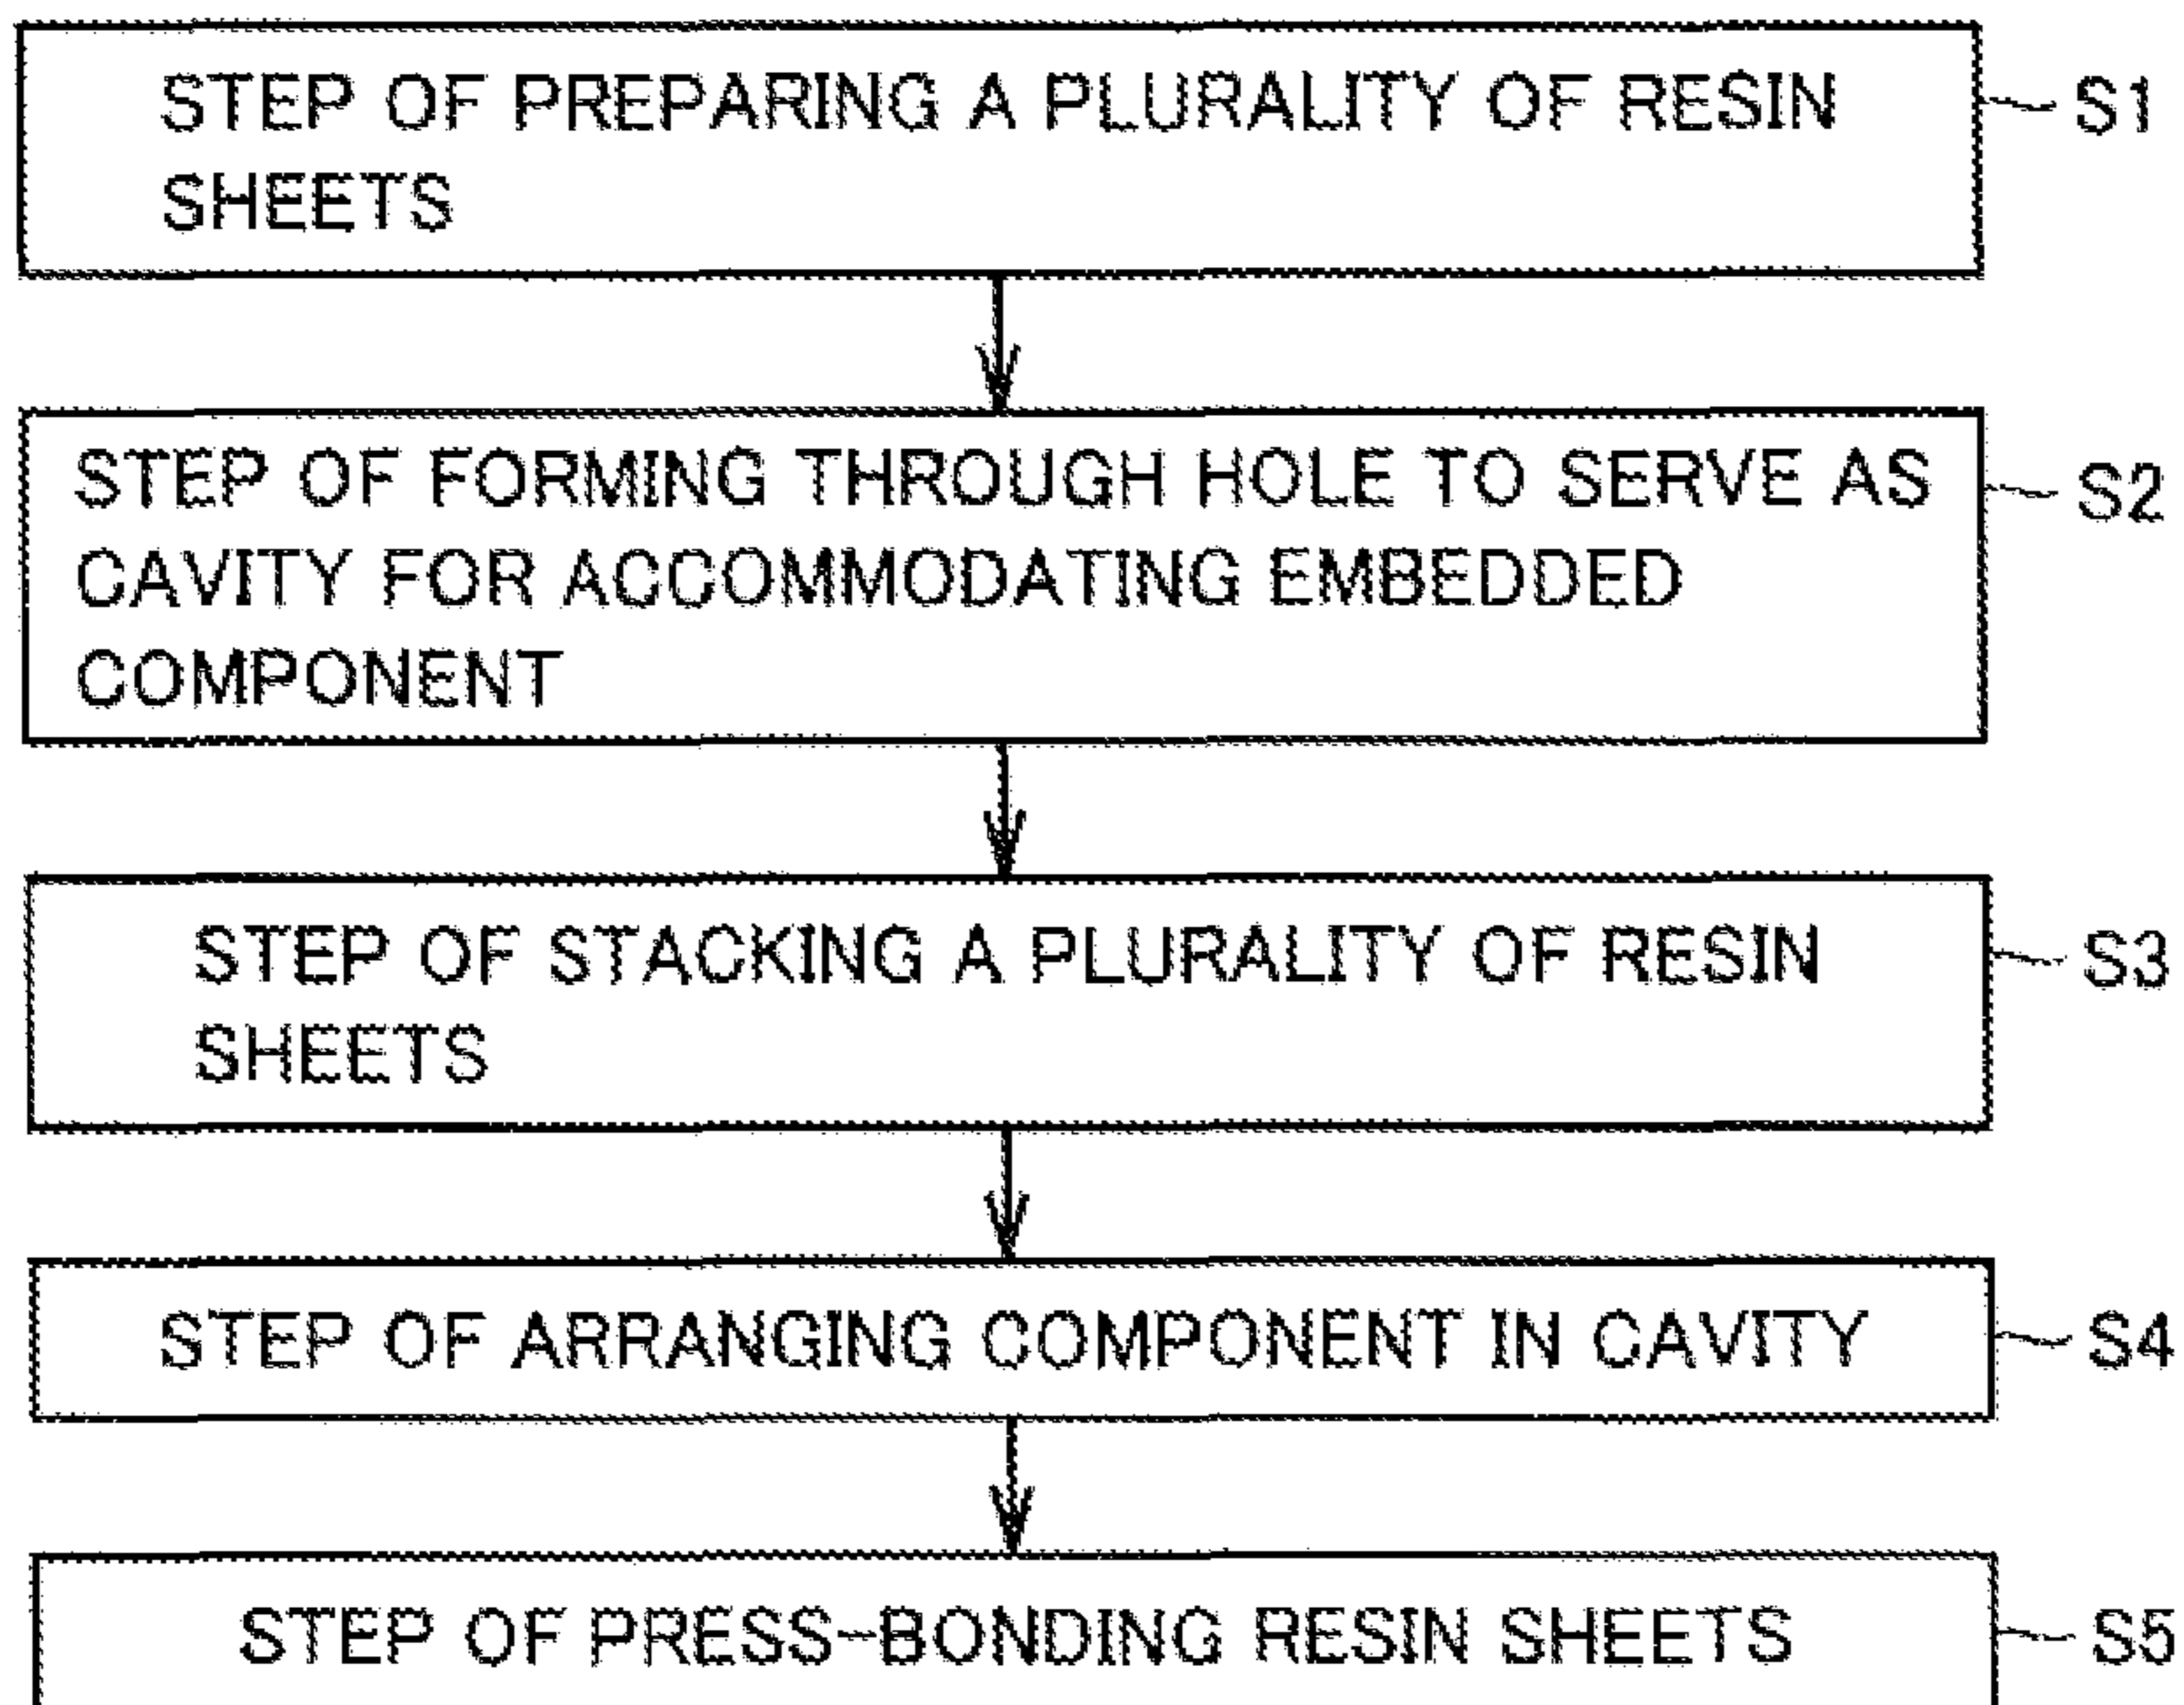 STEP OF PREPARING A PLURALITY OF RESIN
SHEETS
S1
STEP OF FORMING THROUGH HOLE TO SERVE AS
CAVITY FOR ACCOMMODATING EMBEDDED
COMPONENT
S2
STEP OF STACKING A PLURALITY OF RESIN
SHEETS
S3
STEP OF ARRANGING COMPONENT IN CAVITY
S4
STEP OF PRESS-BONDING RESIN SHEETS
S5